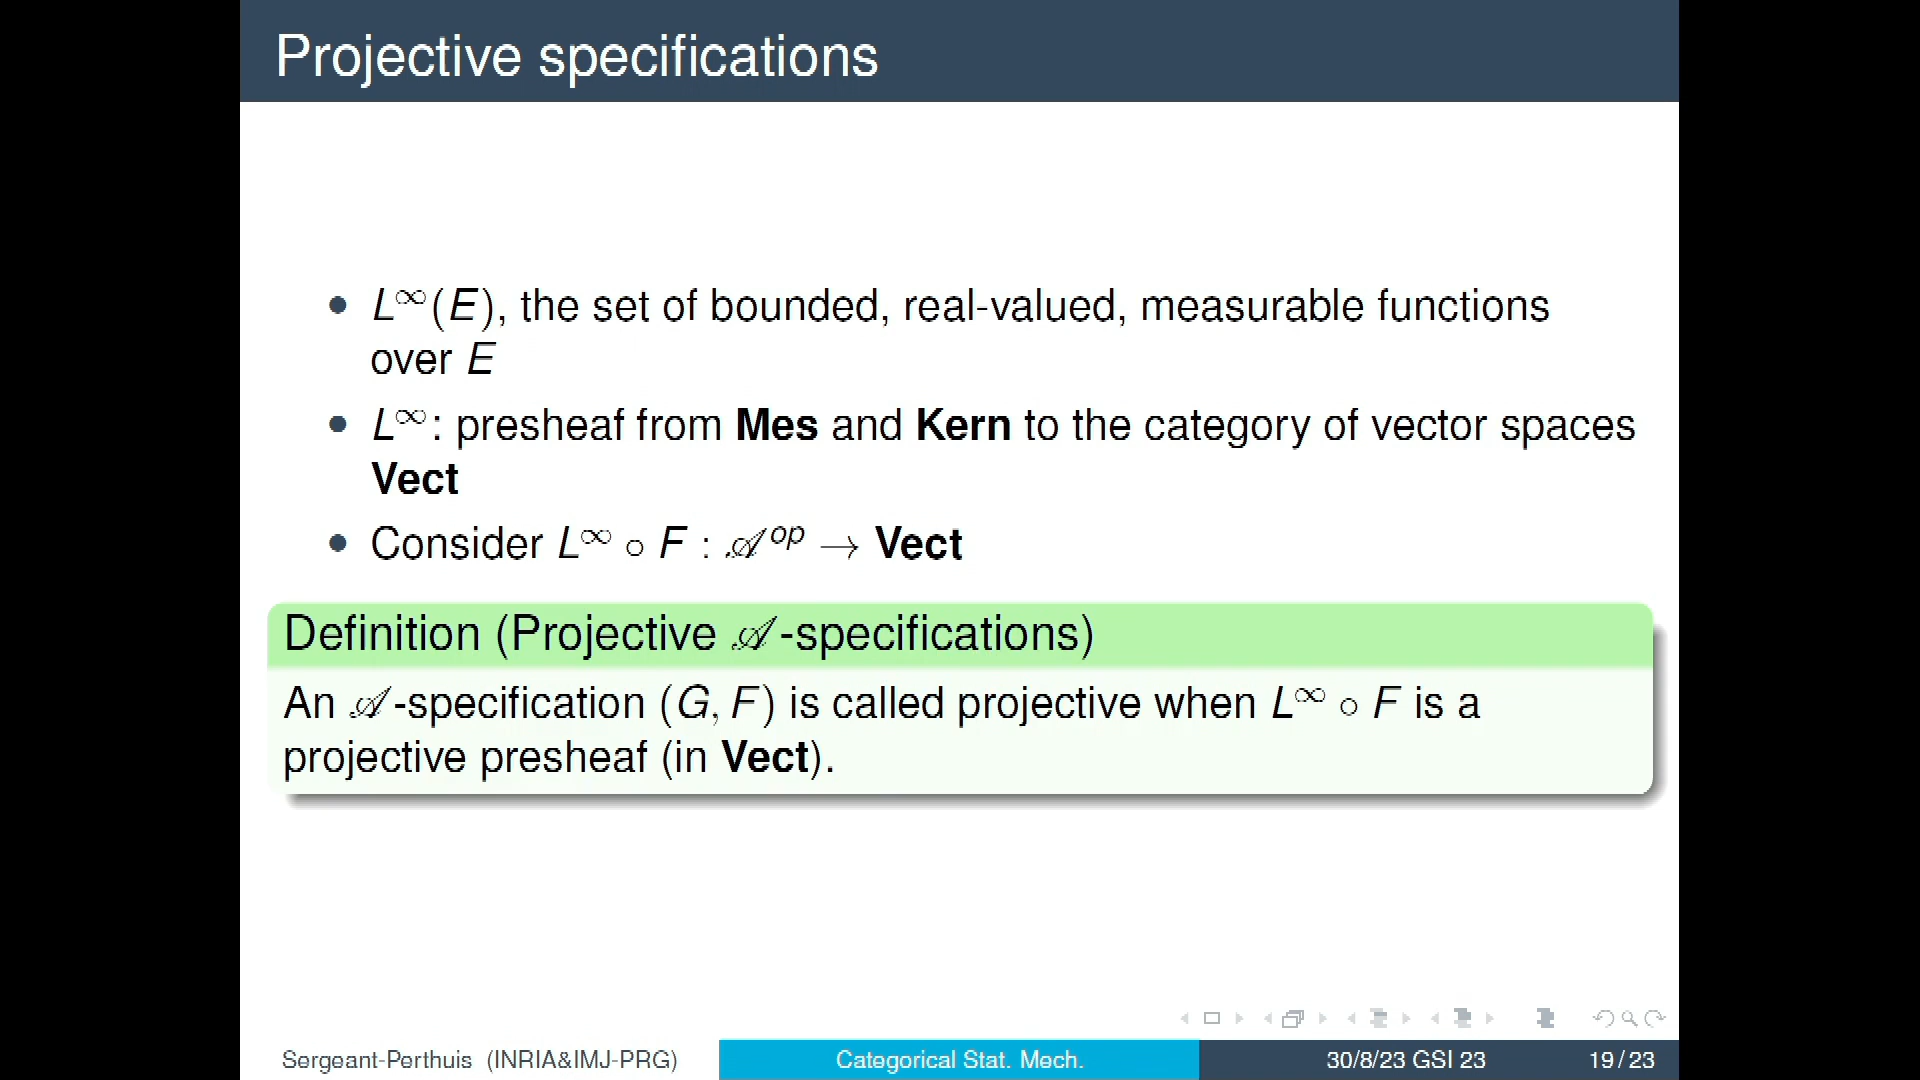 Projective specifications
• L∞(E), the set of bounded, real-valued, measurable functions
over E
• L∞: presheaf from Mes and Kern to the category of vector spaces
Vect
• Consider L∞ ∘ F : 𝒜op → Vect
Definition (Projective 𝒜-specifications)
An 𝒜-specification (G, F) is called projective when L∞ ∘ F is a
projective presheaf (in Vect).
Sergeant-Perthuis (INRIA&IMJ-PRG) Categorical Stat. Mech. 30/8/23 GSI 23 19 / 23